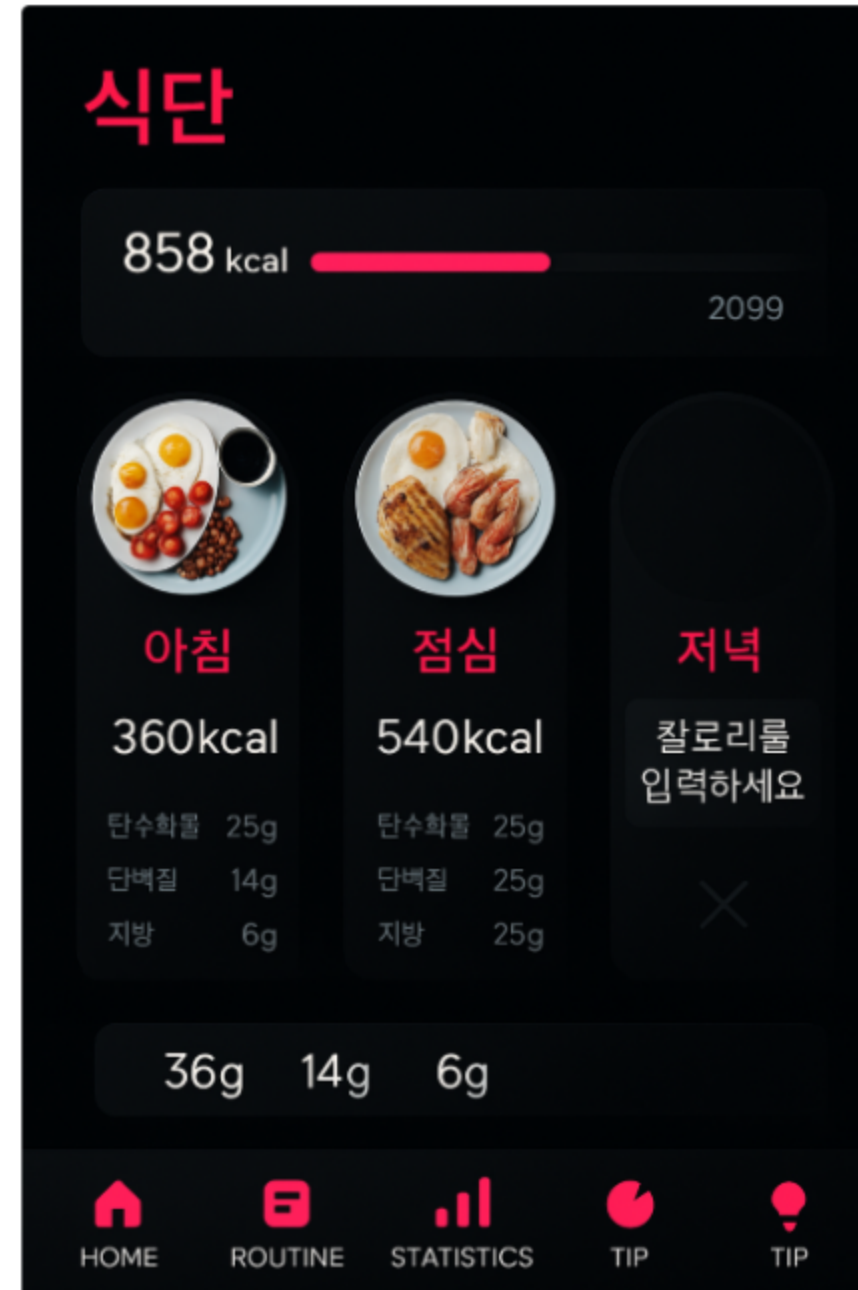 식단
858 kcal
2099
아침
점심
저녁
360kcal
540kcal
칼로리룰
입력하세요
탄수화물 25g
탄수화물 25g
단백질 14g
단백질 25g
지방 6g
지방 25g
36g 14g 6g
HOME ROUTINE STATISTICS TIP TIP